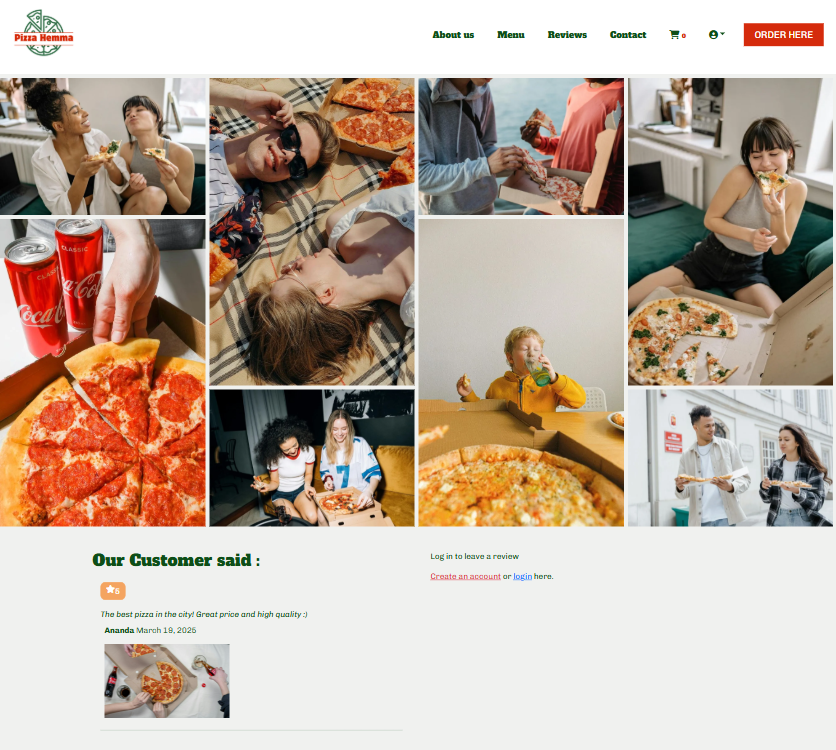 Pizza Hemma
About us
Menu
Reviews
Contact
0
ORDER HERE
CLASSIC
Coca
Our Customer said :
5
The best pizza in the city! Great price and high quality :)
Ananda March 19, 2025
Log in to leave a review
Create an account or login here.